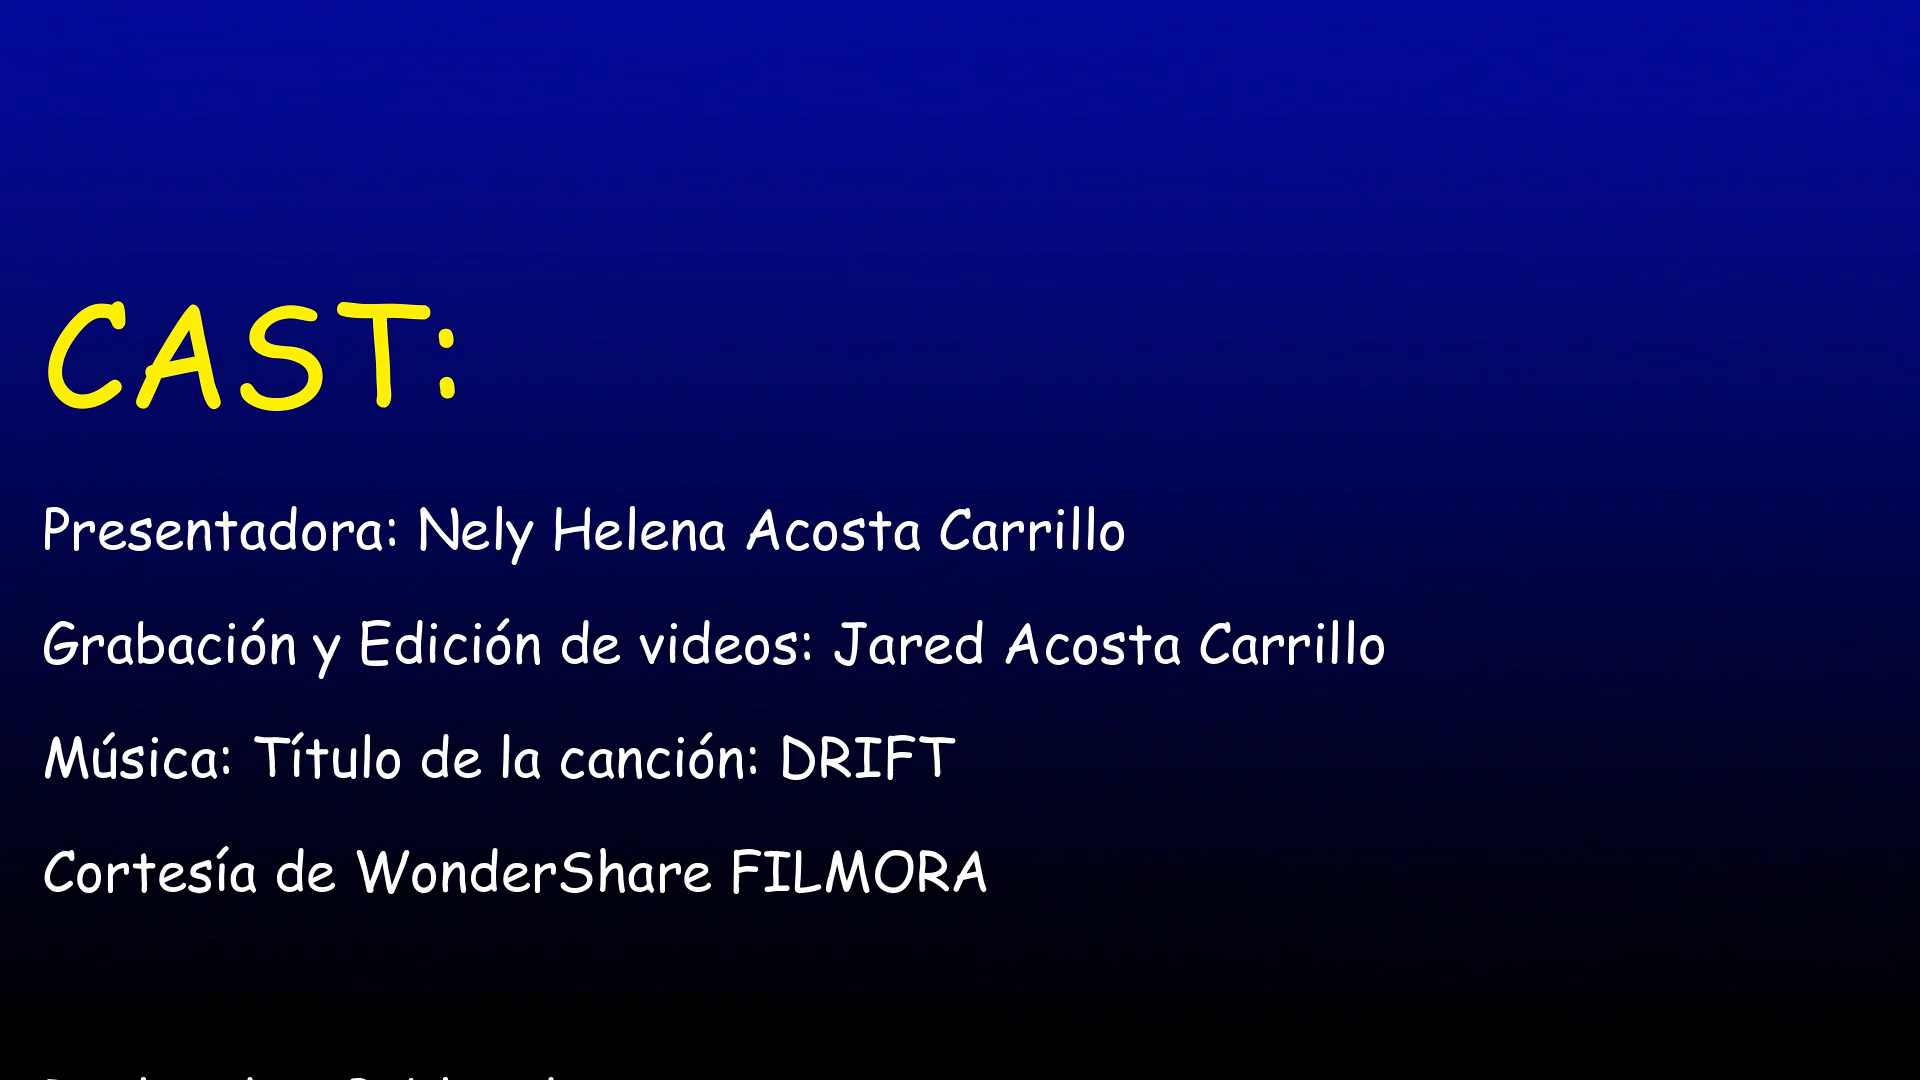 CAST:
Presentadora: Nely Helena Acosta Carrillo
Grabación y Edición de videos: Jared Acosta Carrillo
Música: Título de la canción: DRIFT
Cortesía de WonderShare FILMORA